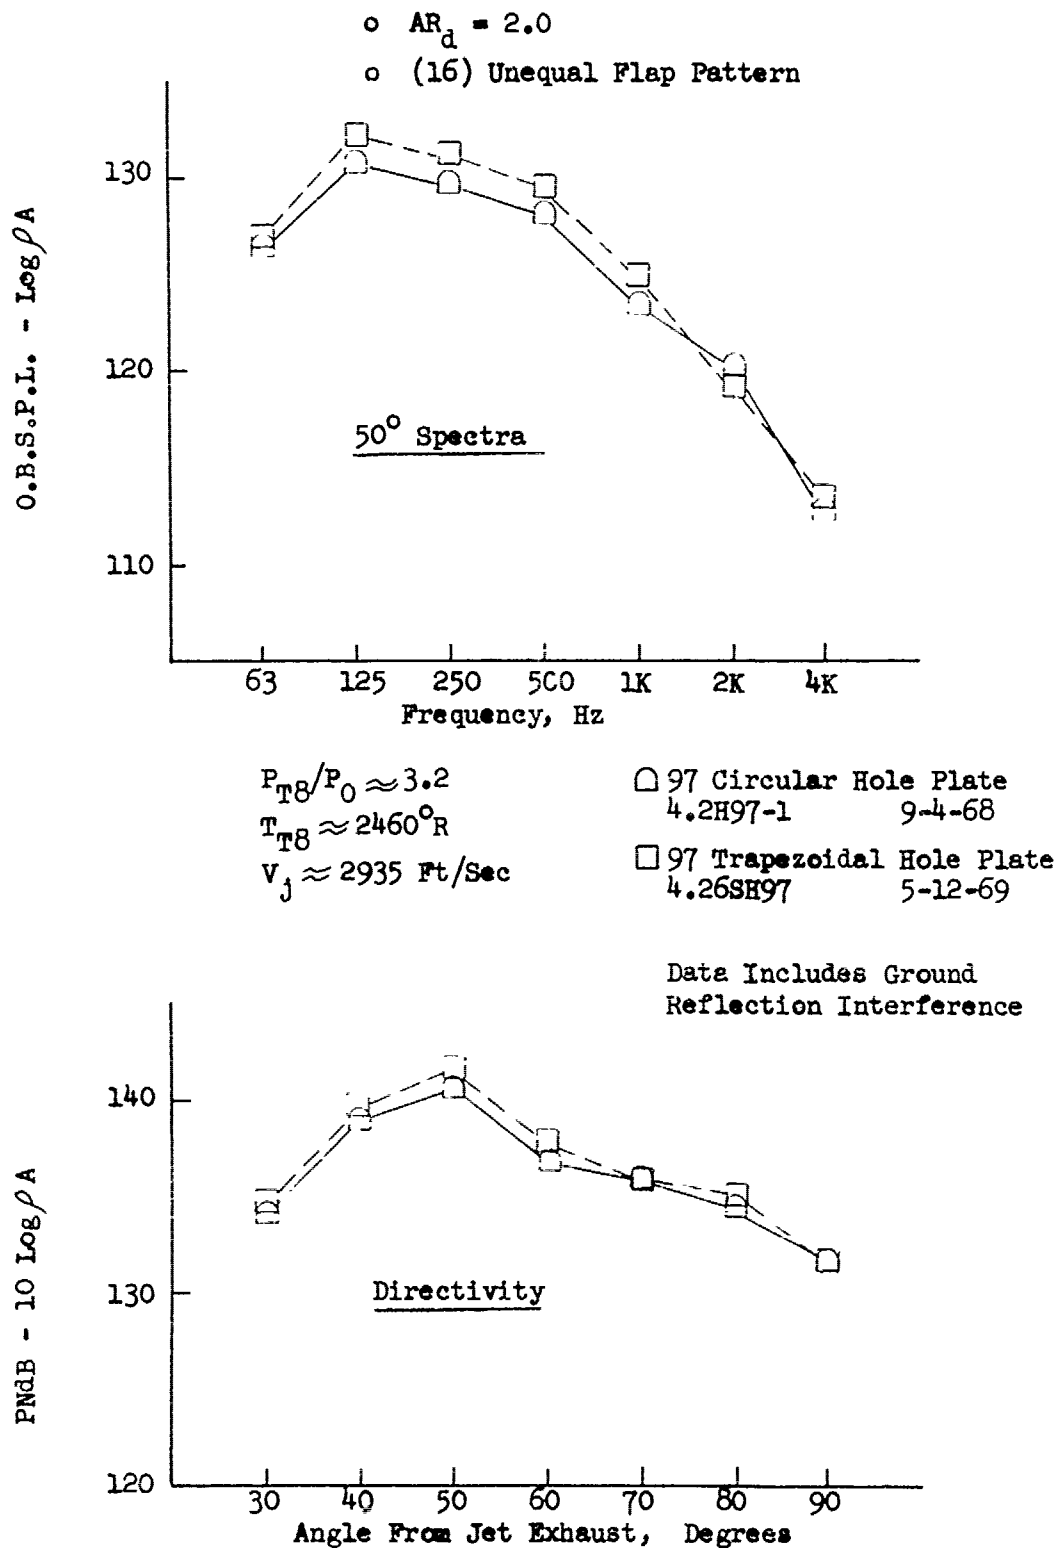 o AR_d = 2.0
o (16) Unequal Flap Pattern
O.B.S.P.L. - Log ρ A
130
120
110
50° Spectra
63 125 250 500 1K 2K 4K
Frequency, Hz
P_T8/P_0 ≈ 3.2
T_T8 ≈ 2460°R
V_j ≈ 2935 Ft/Sec
97 Circular Hole Plate
4.2H97-1 9-4-68
97 Trapezoidal Hole Plate
4.26SH97 5-12-69
Data Includes Ground
Reflection Interference
PNdB - 10 Log ρ A
140
130
120
Directivity
30 40 50 60 70 80 90
Angle From Jet Exhaust, Degrees